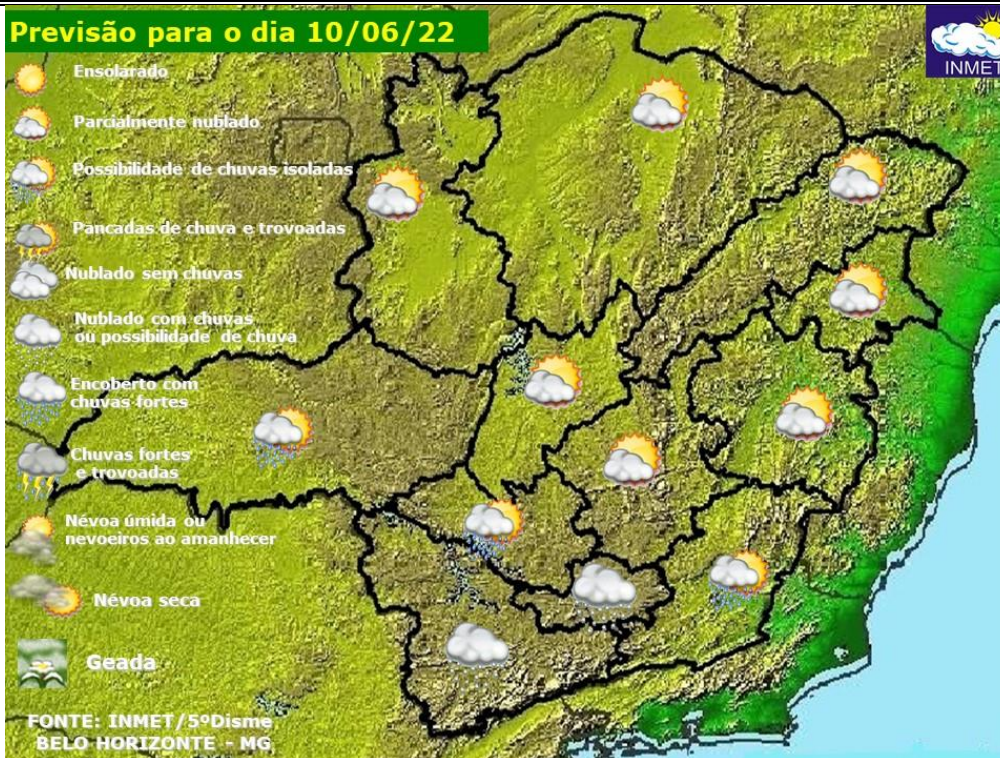 Previsão para o dia 10/06/22
INMET
Ensolarado
Parcialmente nublado
Possibilidade de chuvas isoladas
Pancadas de chuva e trovoadas
Nublado sem chuvas
Nublado com chuvas
ou possibilidade de chuva
Encoberto com
chuvas fortes
Chuvas fortes
e trovoadas
Névoa úmida ou
nevoeiros ao amanhecer
Névoa seca
Geada
FONTE: INMET/5ºDisme
BELO HORIZONTE - MG